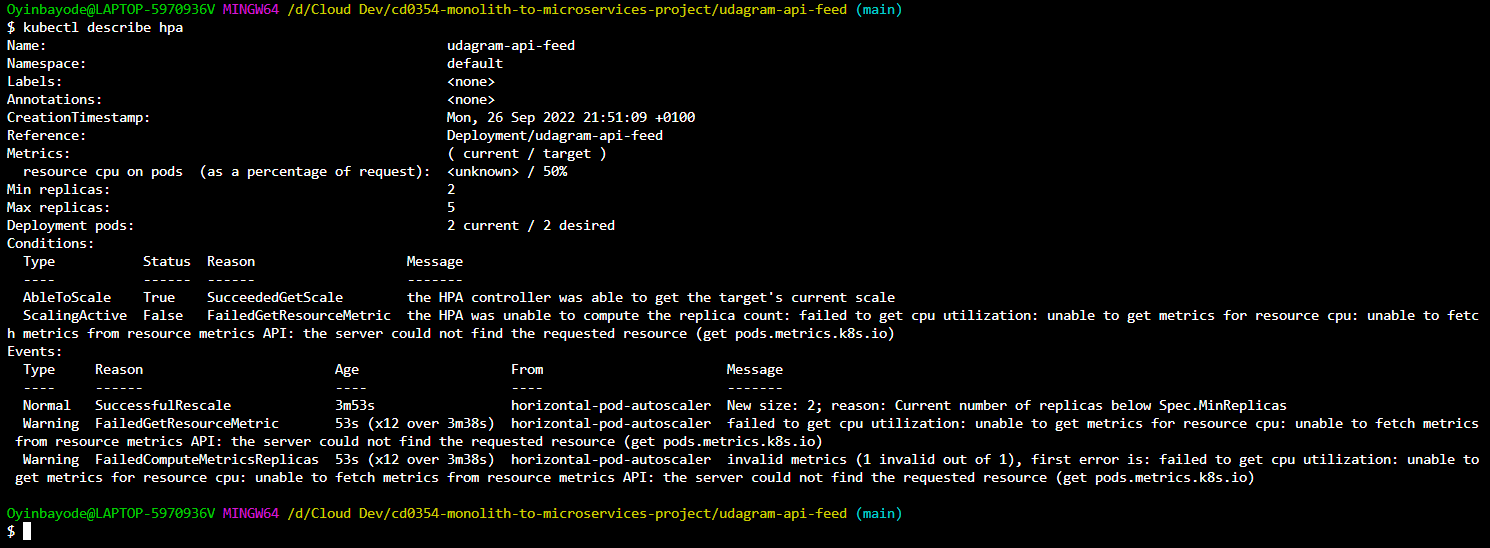 Oyinbayode@LAPTOP-5970936V MINGW64 /d/Cloud Dev/cd0354-monolith-to-microservices-project/udagram-api-feed (main)
$ kubectl describe hpa
Name:                                                  udagram-api-feed
Namespace:                                             default
Labels:                                                <none>
Annotations:                                           <none>
CreationTimestamp:                                     Mon, 26 Sep 2022 21:51:09 +0100
Reference:                                             Deployment/udagram-api-feed
Metrics:                                               ( current / target )
  resource cpu on pods  (as a percentage of request):  <unknown> / 50%
Min replicas:                                          2
Max replicas:                                          5
Deployment pods:                                       2 current / 2 desired
Conditions:
  Type           Status  Reason                   Message
  ----           ------  ------                   -------
  AbleToScale    True    SucceededGetScale        the HPA controller was able to get the target's current scale
  ScalingActive  False   FailedGetResourceMetric  the HPA was unable to compute the replica count: failed to get cpu utilization: unable to get metrics for resource cpu: unable to fetc
h metrics from resource metrics API: the server could not find the requested resource (get pods.metrics.k8s.io)
Events:
  Type     Reason                        Age                   From                       Message
  ----     ------                        ----                  ----                       -------
  Normal   SuccessfulRescale             3m53s                 horizontal-pod-autoscaler  New size: 2; reason: Current number of replicas below Spec.MinReplicas
  Warning  FailedGetResourceMetric       53s (x12 over 3m38s)  horizontal-pod-autoscaler  failed to get cpu utilization: unable to get metrics for resource cpu: unable to fetch metrics
 from resource metrics API: the server could not find the requested resource (get pods.metrics.k8s.io)
  Warning  FailedComputeMetricsReplicas  53s (x12 over 3m38s)  horizontal-pod-autoscaler  invalid metrics (1 invalid out of 1), first error is: failed to get cpu utilization: unable to
 get metrics for resource cpu: unable to fetch metrics from resource metrics API: the server could not find the requested resource (get pods.metrics.k8s.io)
Oyinbayode@LAPTOP-5970936V MINGW64 /d/Cloud Dev/cd0354-monolith-to-microservices-project/udagram-api-feed (main)
$